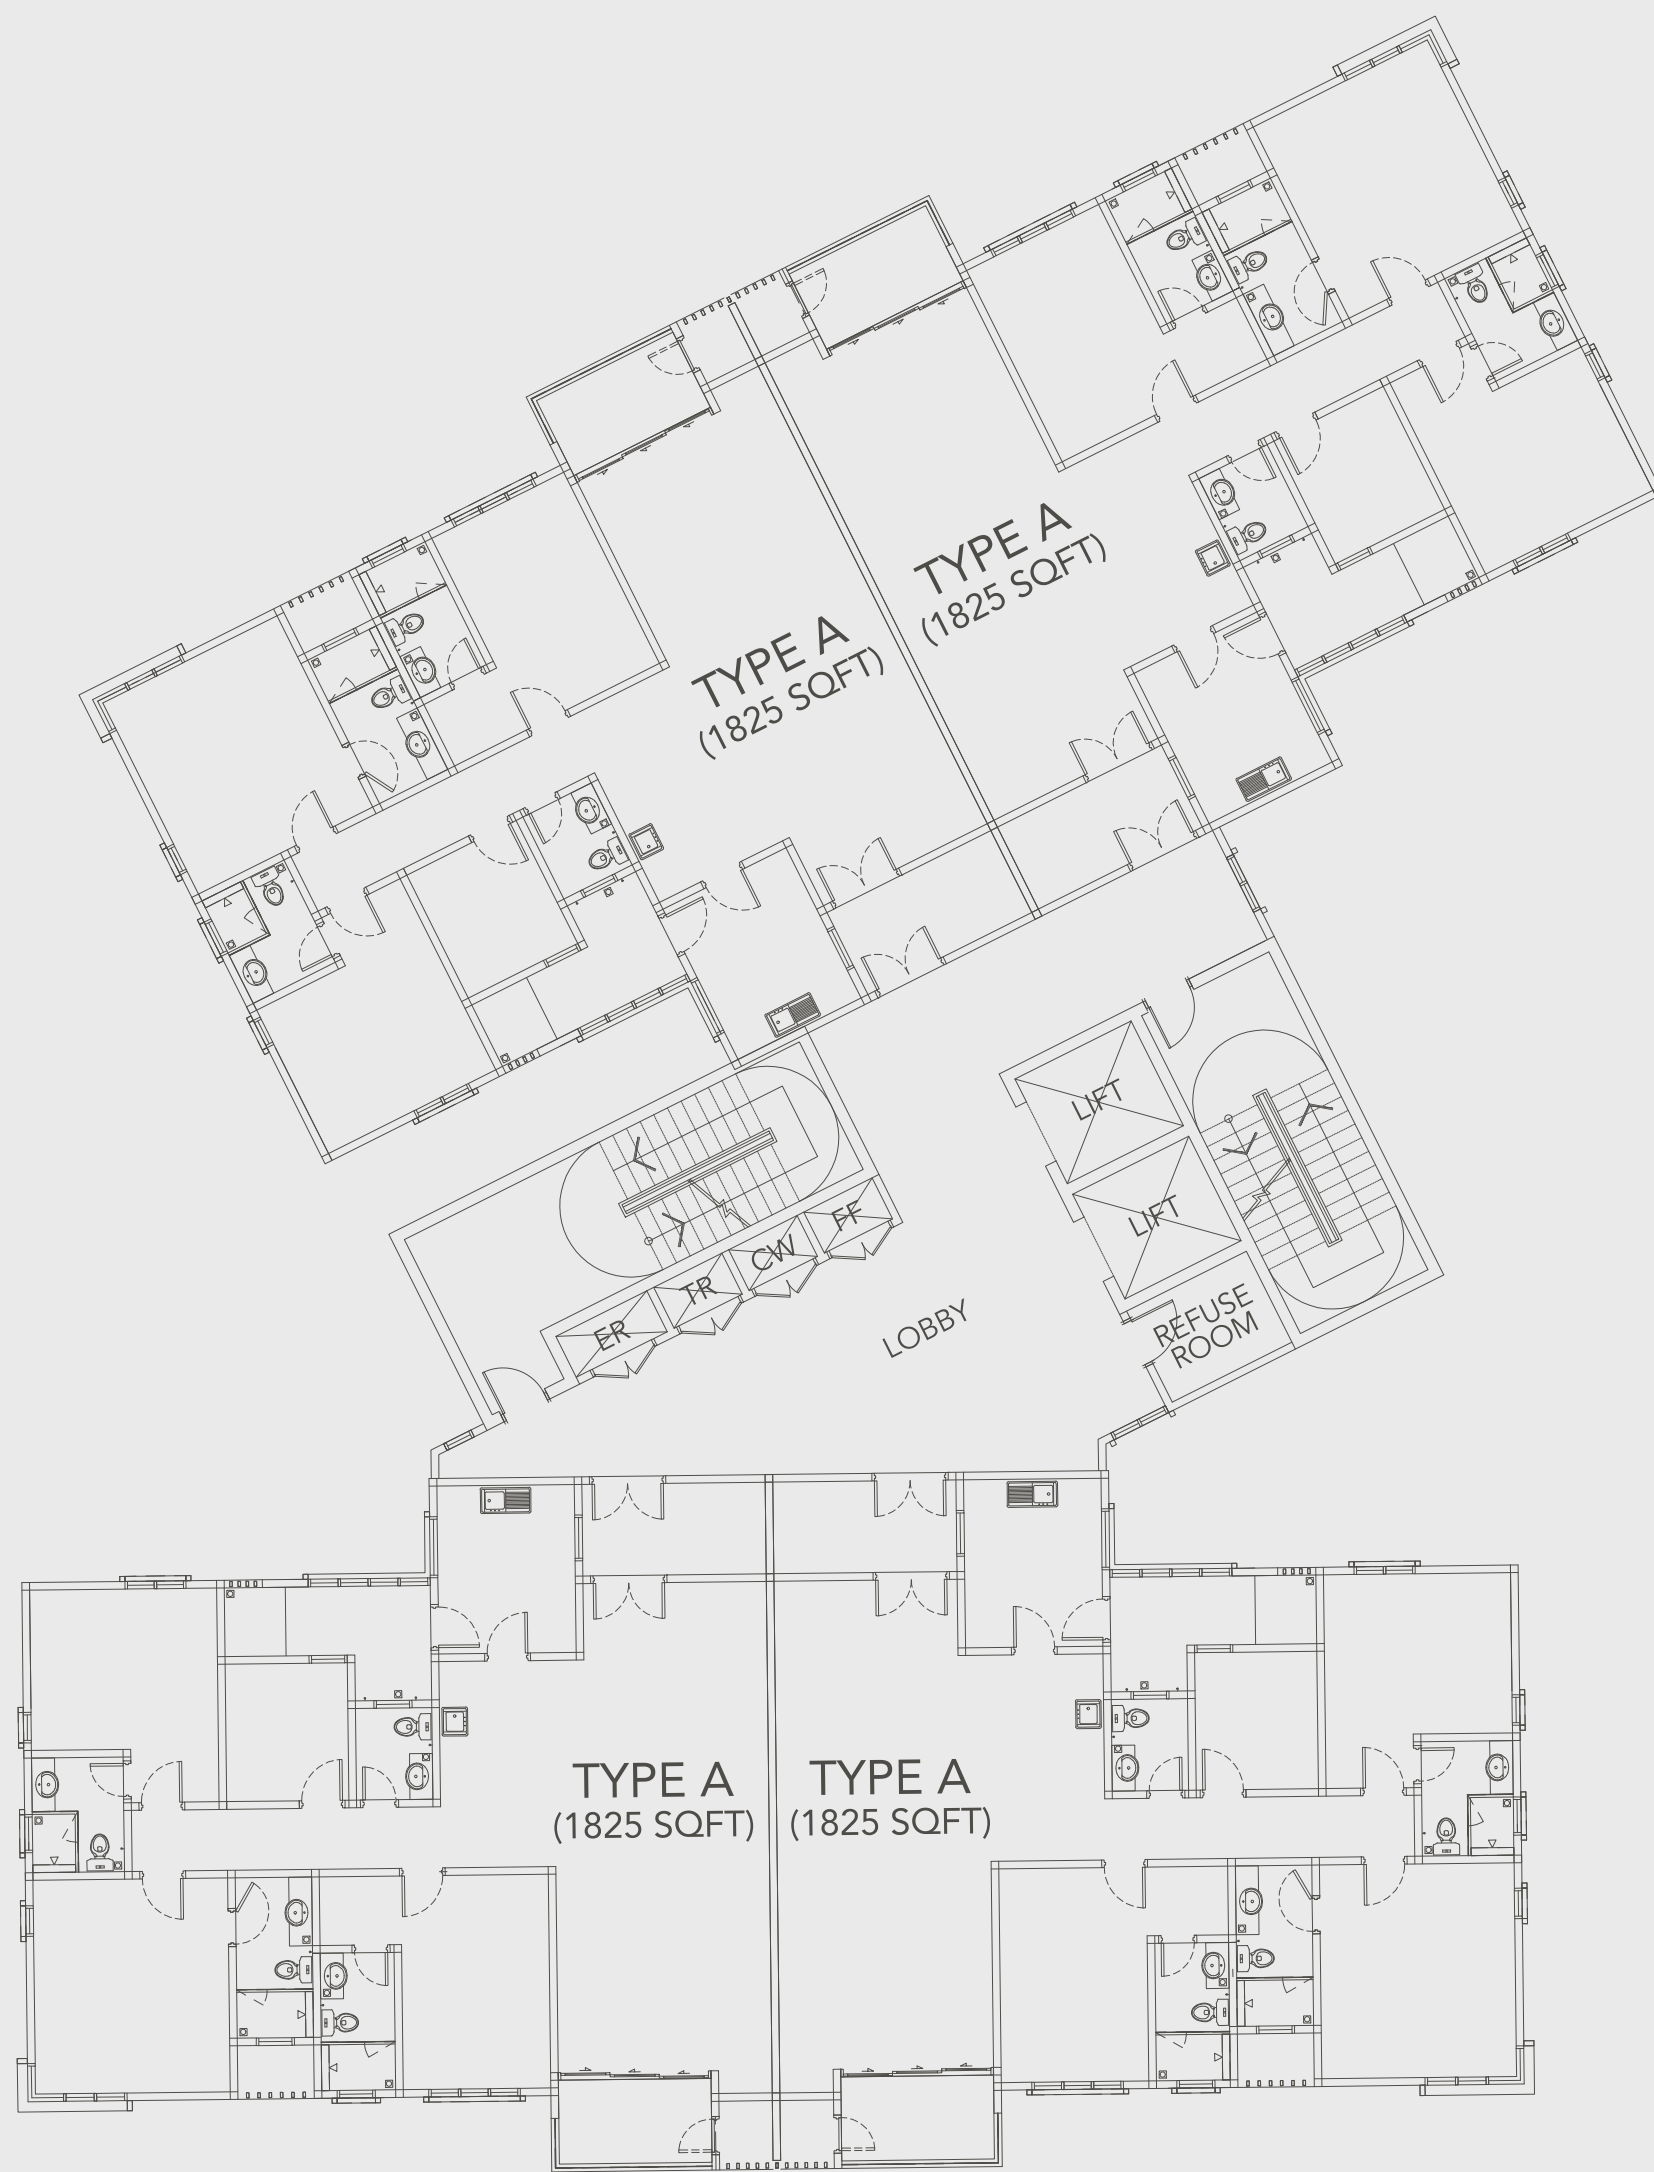 TYPE A
(1825 SQFT)
TYPE A
(1825 SQFT)
LIFT
LIFT
FF
CW
TR
ER
LOBBY
REFUSE
ROOM
TYPE A
(1825 SQFT)
TYPE A
(1825 SQFT)